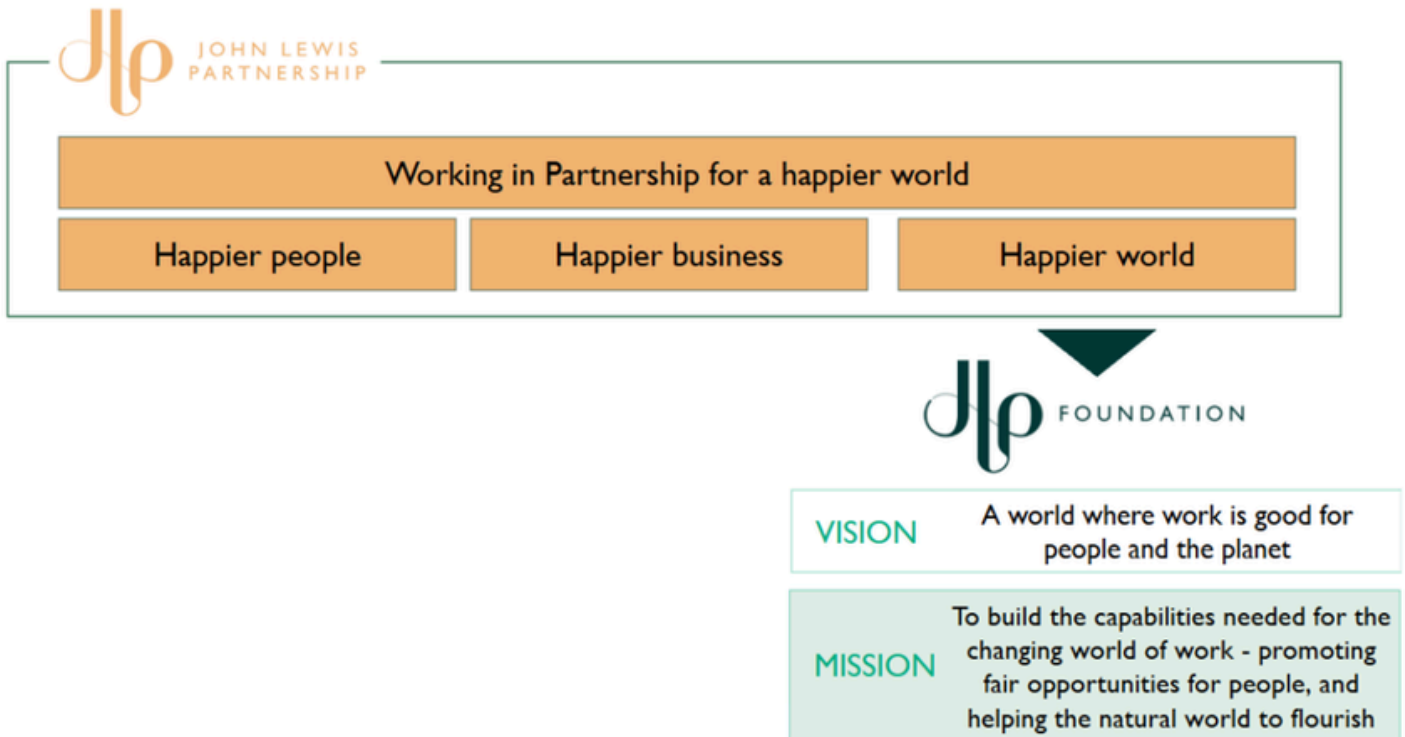 JOHN LEWIS
PARTNERSHIP
Working in Partnership for a happier world
Happier people
Happier business
Happier world
FOUNDATION
VISION
A world where work is good for
people and the planet
MISSION
To build the capabilities needed for the
changing world of work - promoting
fair opportunities for people, and
helping the natural world to flourish